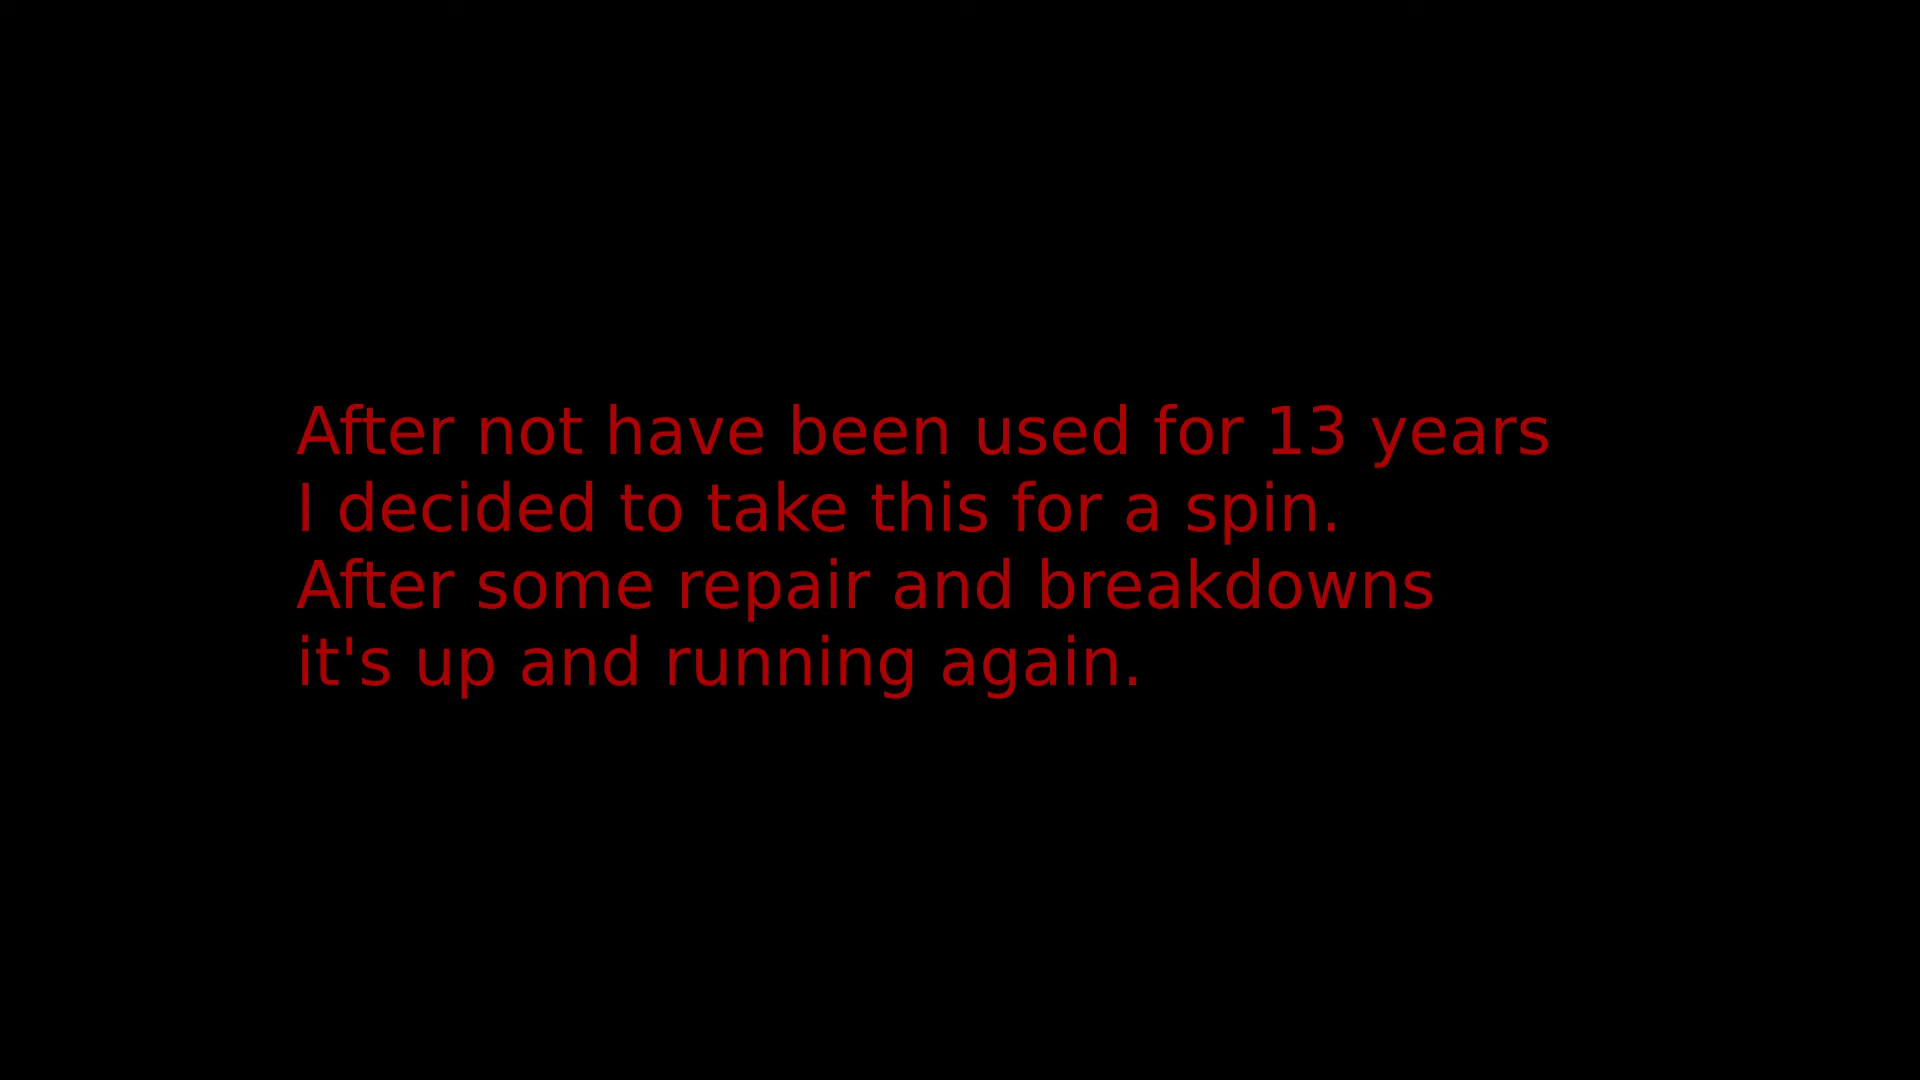 After not have been used for 13 years
I decided to take this for a spin.
After some repair and breakdowns
it's up and running again.